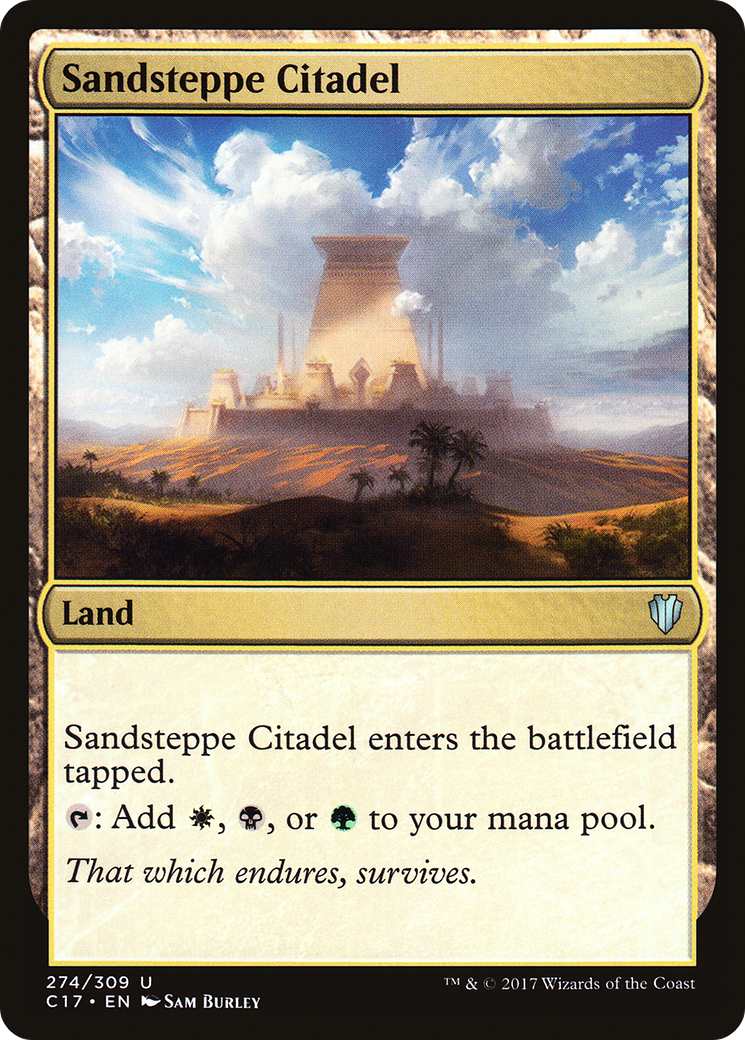 Sandsteppe Citadel
Land
Sandsteppe Citadel enters the battlefield
tapped.
: Add , , or to your mana pool.
That which endures, survives.
274/309 U
C17 • EN Sam Burley
™ & © 2017 Wizards of the Coast